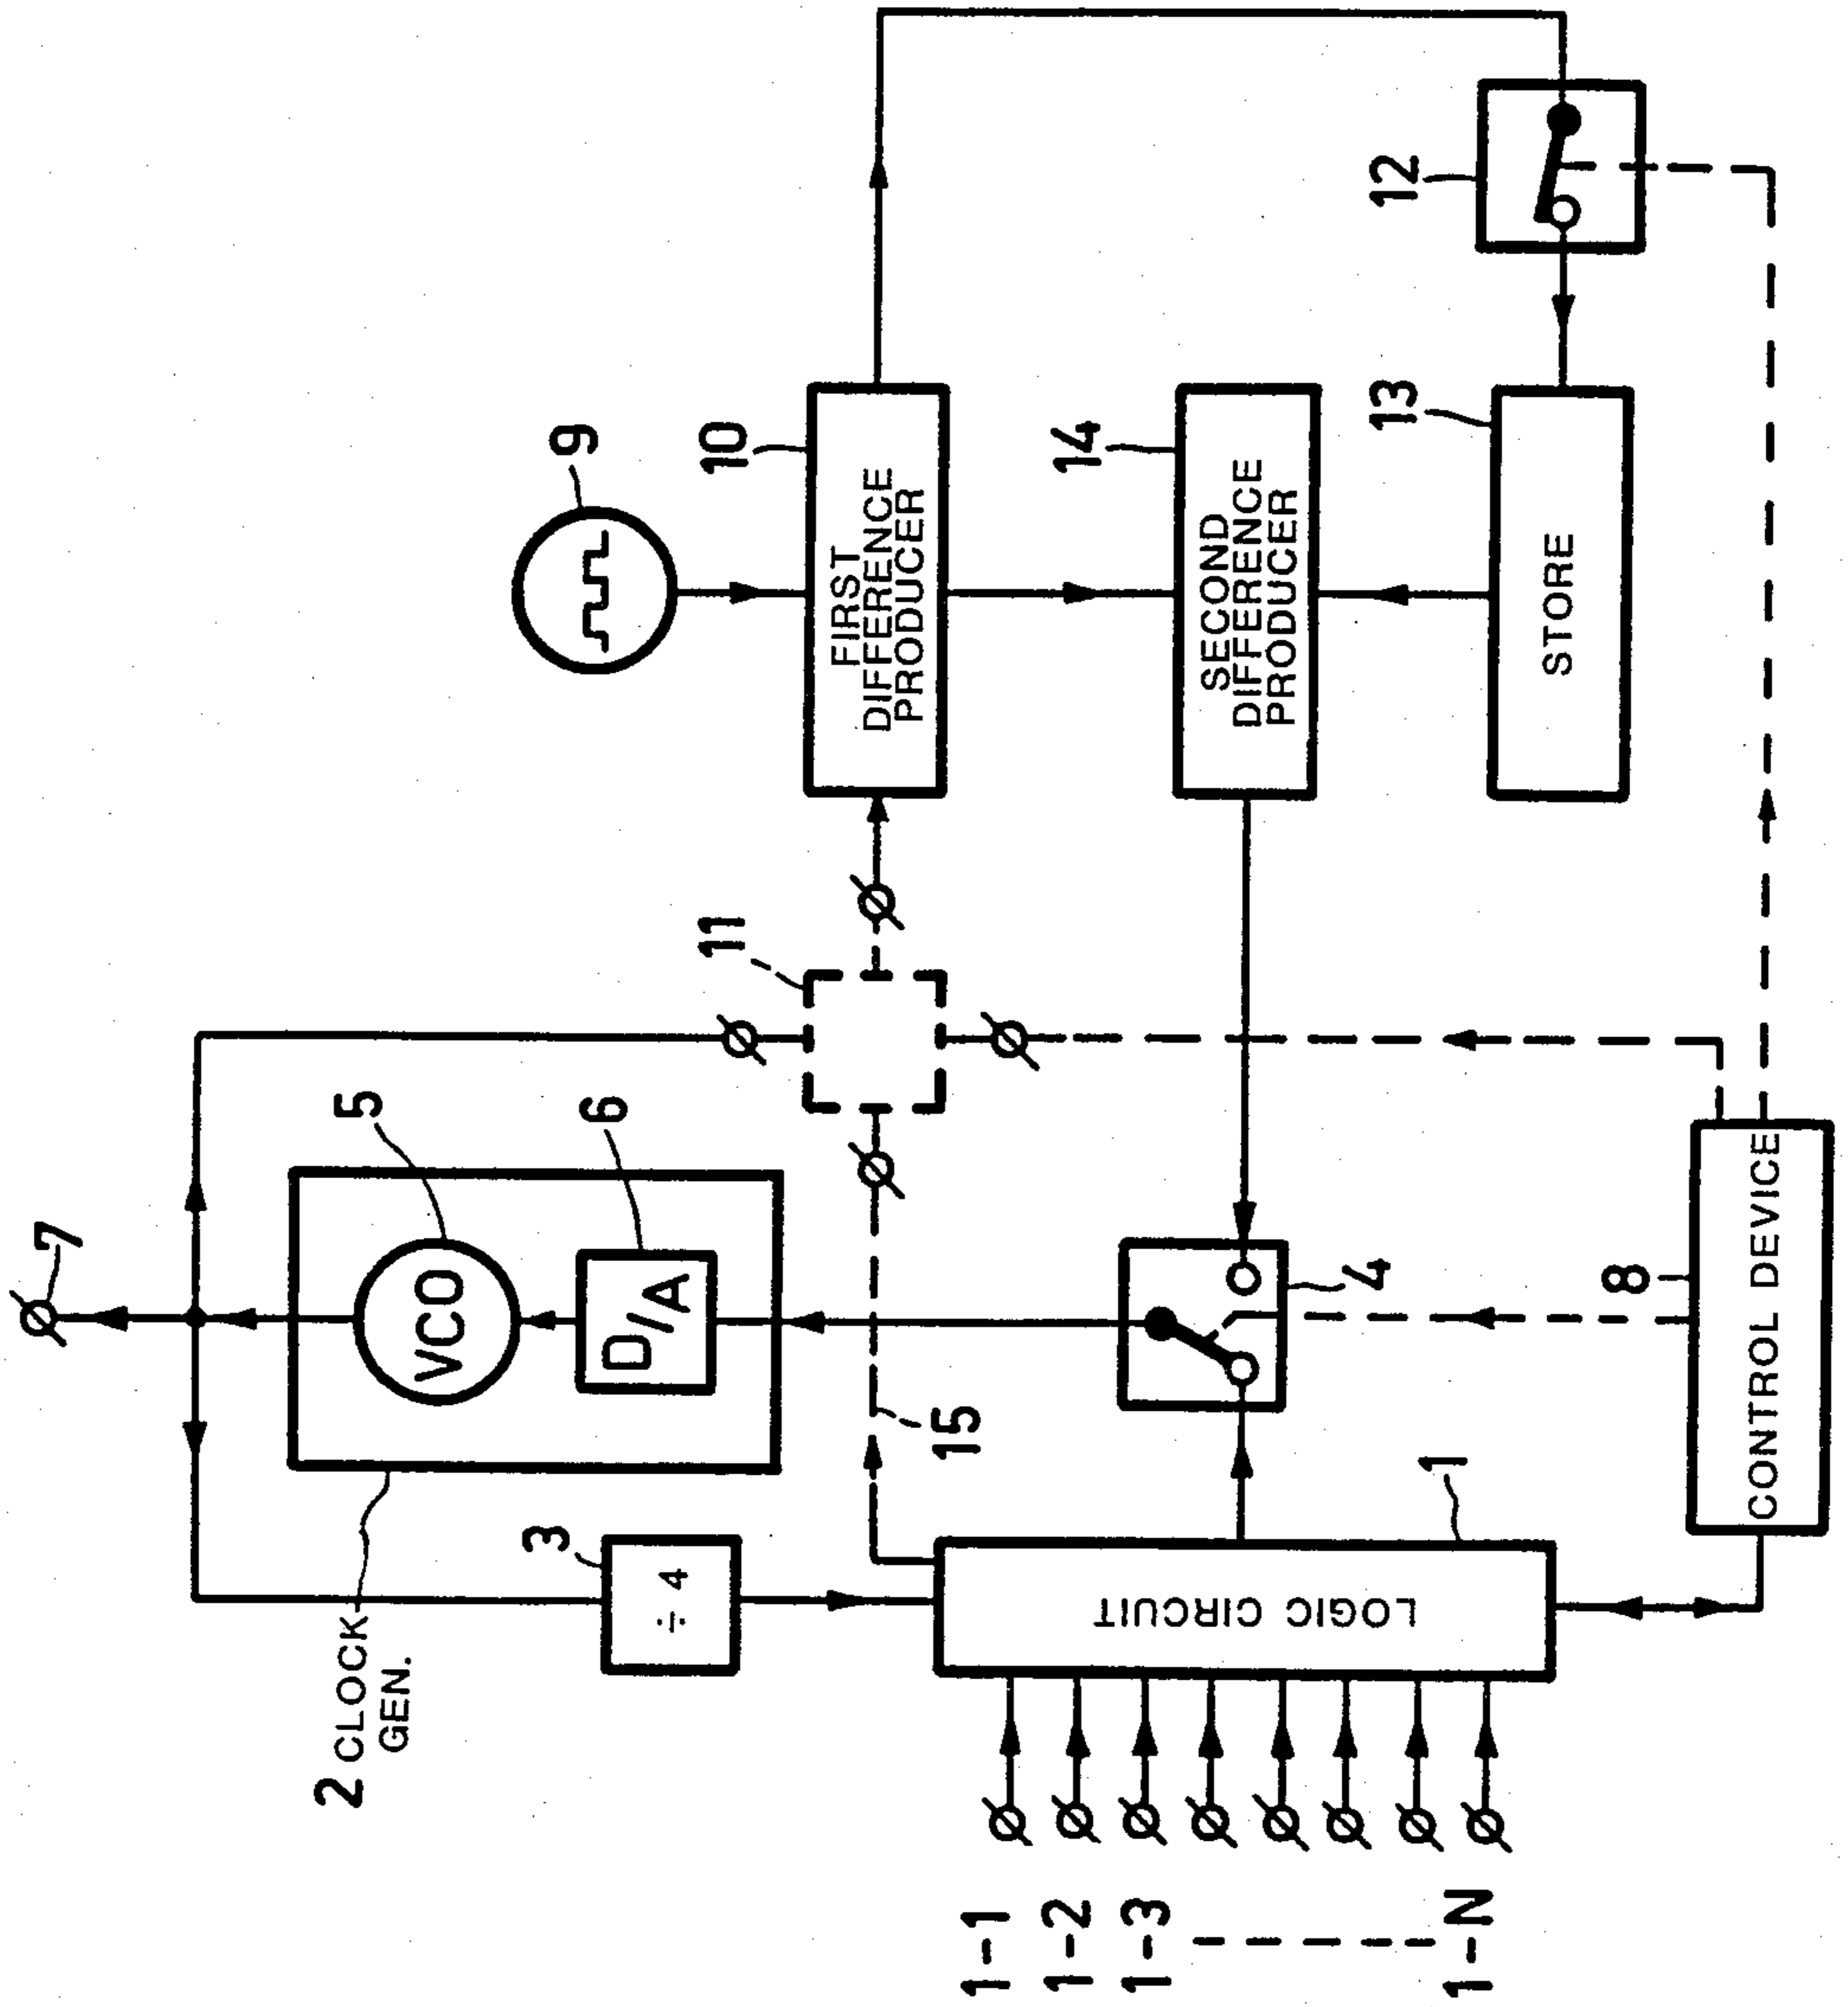 7
5
VCO
6
D/A
2 CLOCK
GEN.
3
÷ 4
9
10
FIRST
DIFFERENCE
PRODUCER
11
15
14
SECOND
DIFFERENCE
PRODUCER
12
13
STORE
4
1
LOGIC CIRCUIT
8
CONTROL DEVICE
1-1
1-2
1-3
1-N